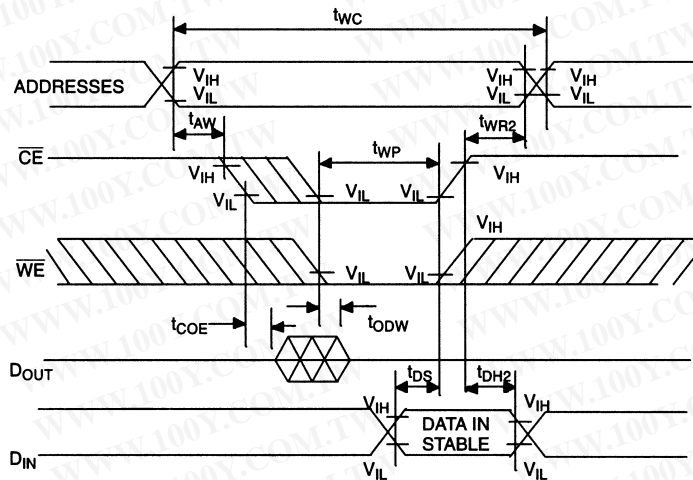 tWC
ADDRESSES
VIH
VIL
VIH
VIL
VIH
VIL
tAW
tWR2
CE
tWP
VIH
VIL
VIL
VIL
VIH
WE
VIH
VIL
VIL
tCOE
tODW
DOUT
tDS
tDH2
DIN
VIH
VIL
DATA IN
STABLE
VIH
VIL
WWW.100Y.COM.TW